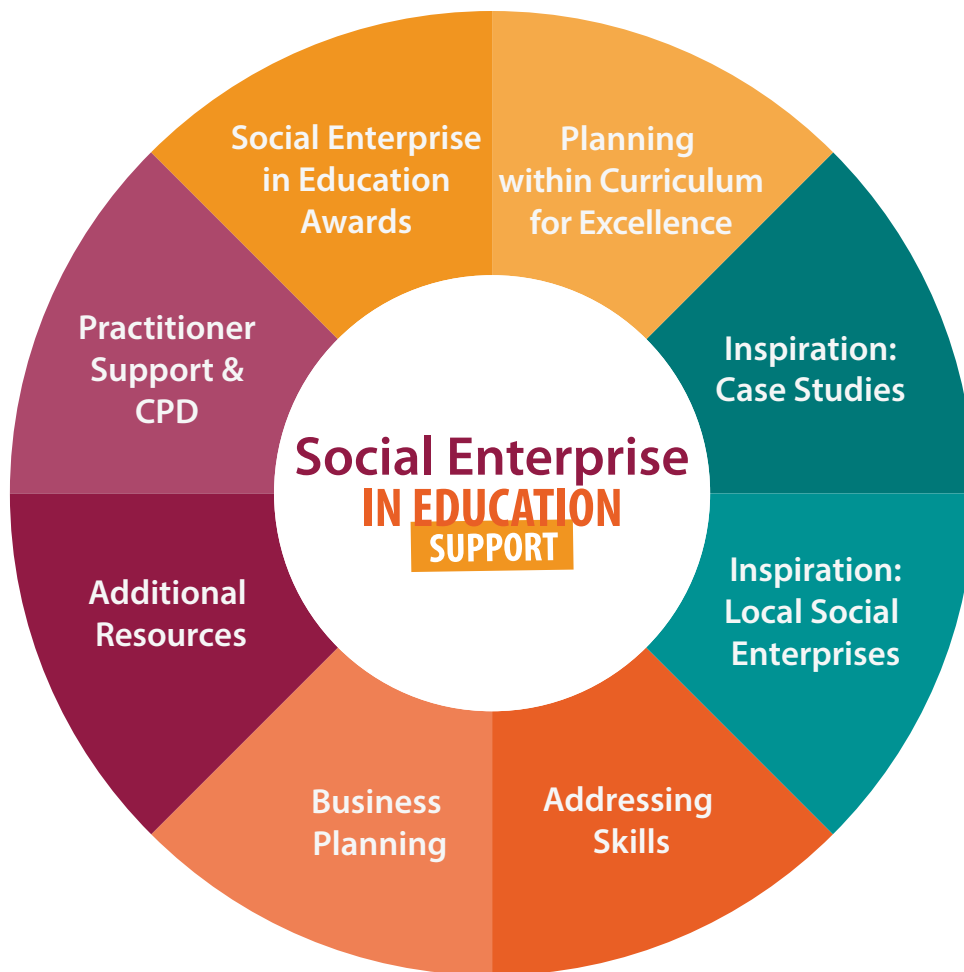 Social Enterprise
in Education
Awards
Planning
within Curriculum
for Excellence
Inspiration:
Case Studies
Inspiration:
Local Social
Enterprises
Addressing
Skills
Business
Planning
Additional
Resources
Practitioner
Support &
CPD
Social Enterprise
IN EDUCATION
SUPPORT